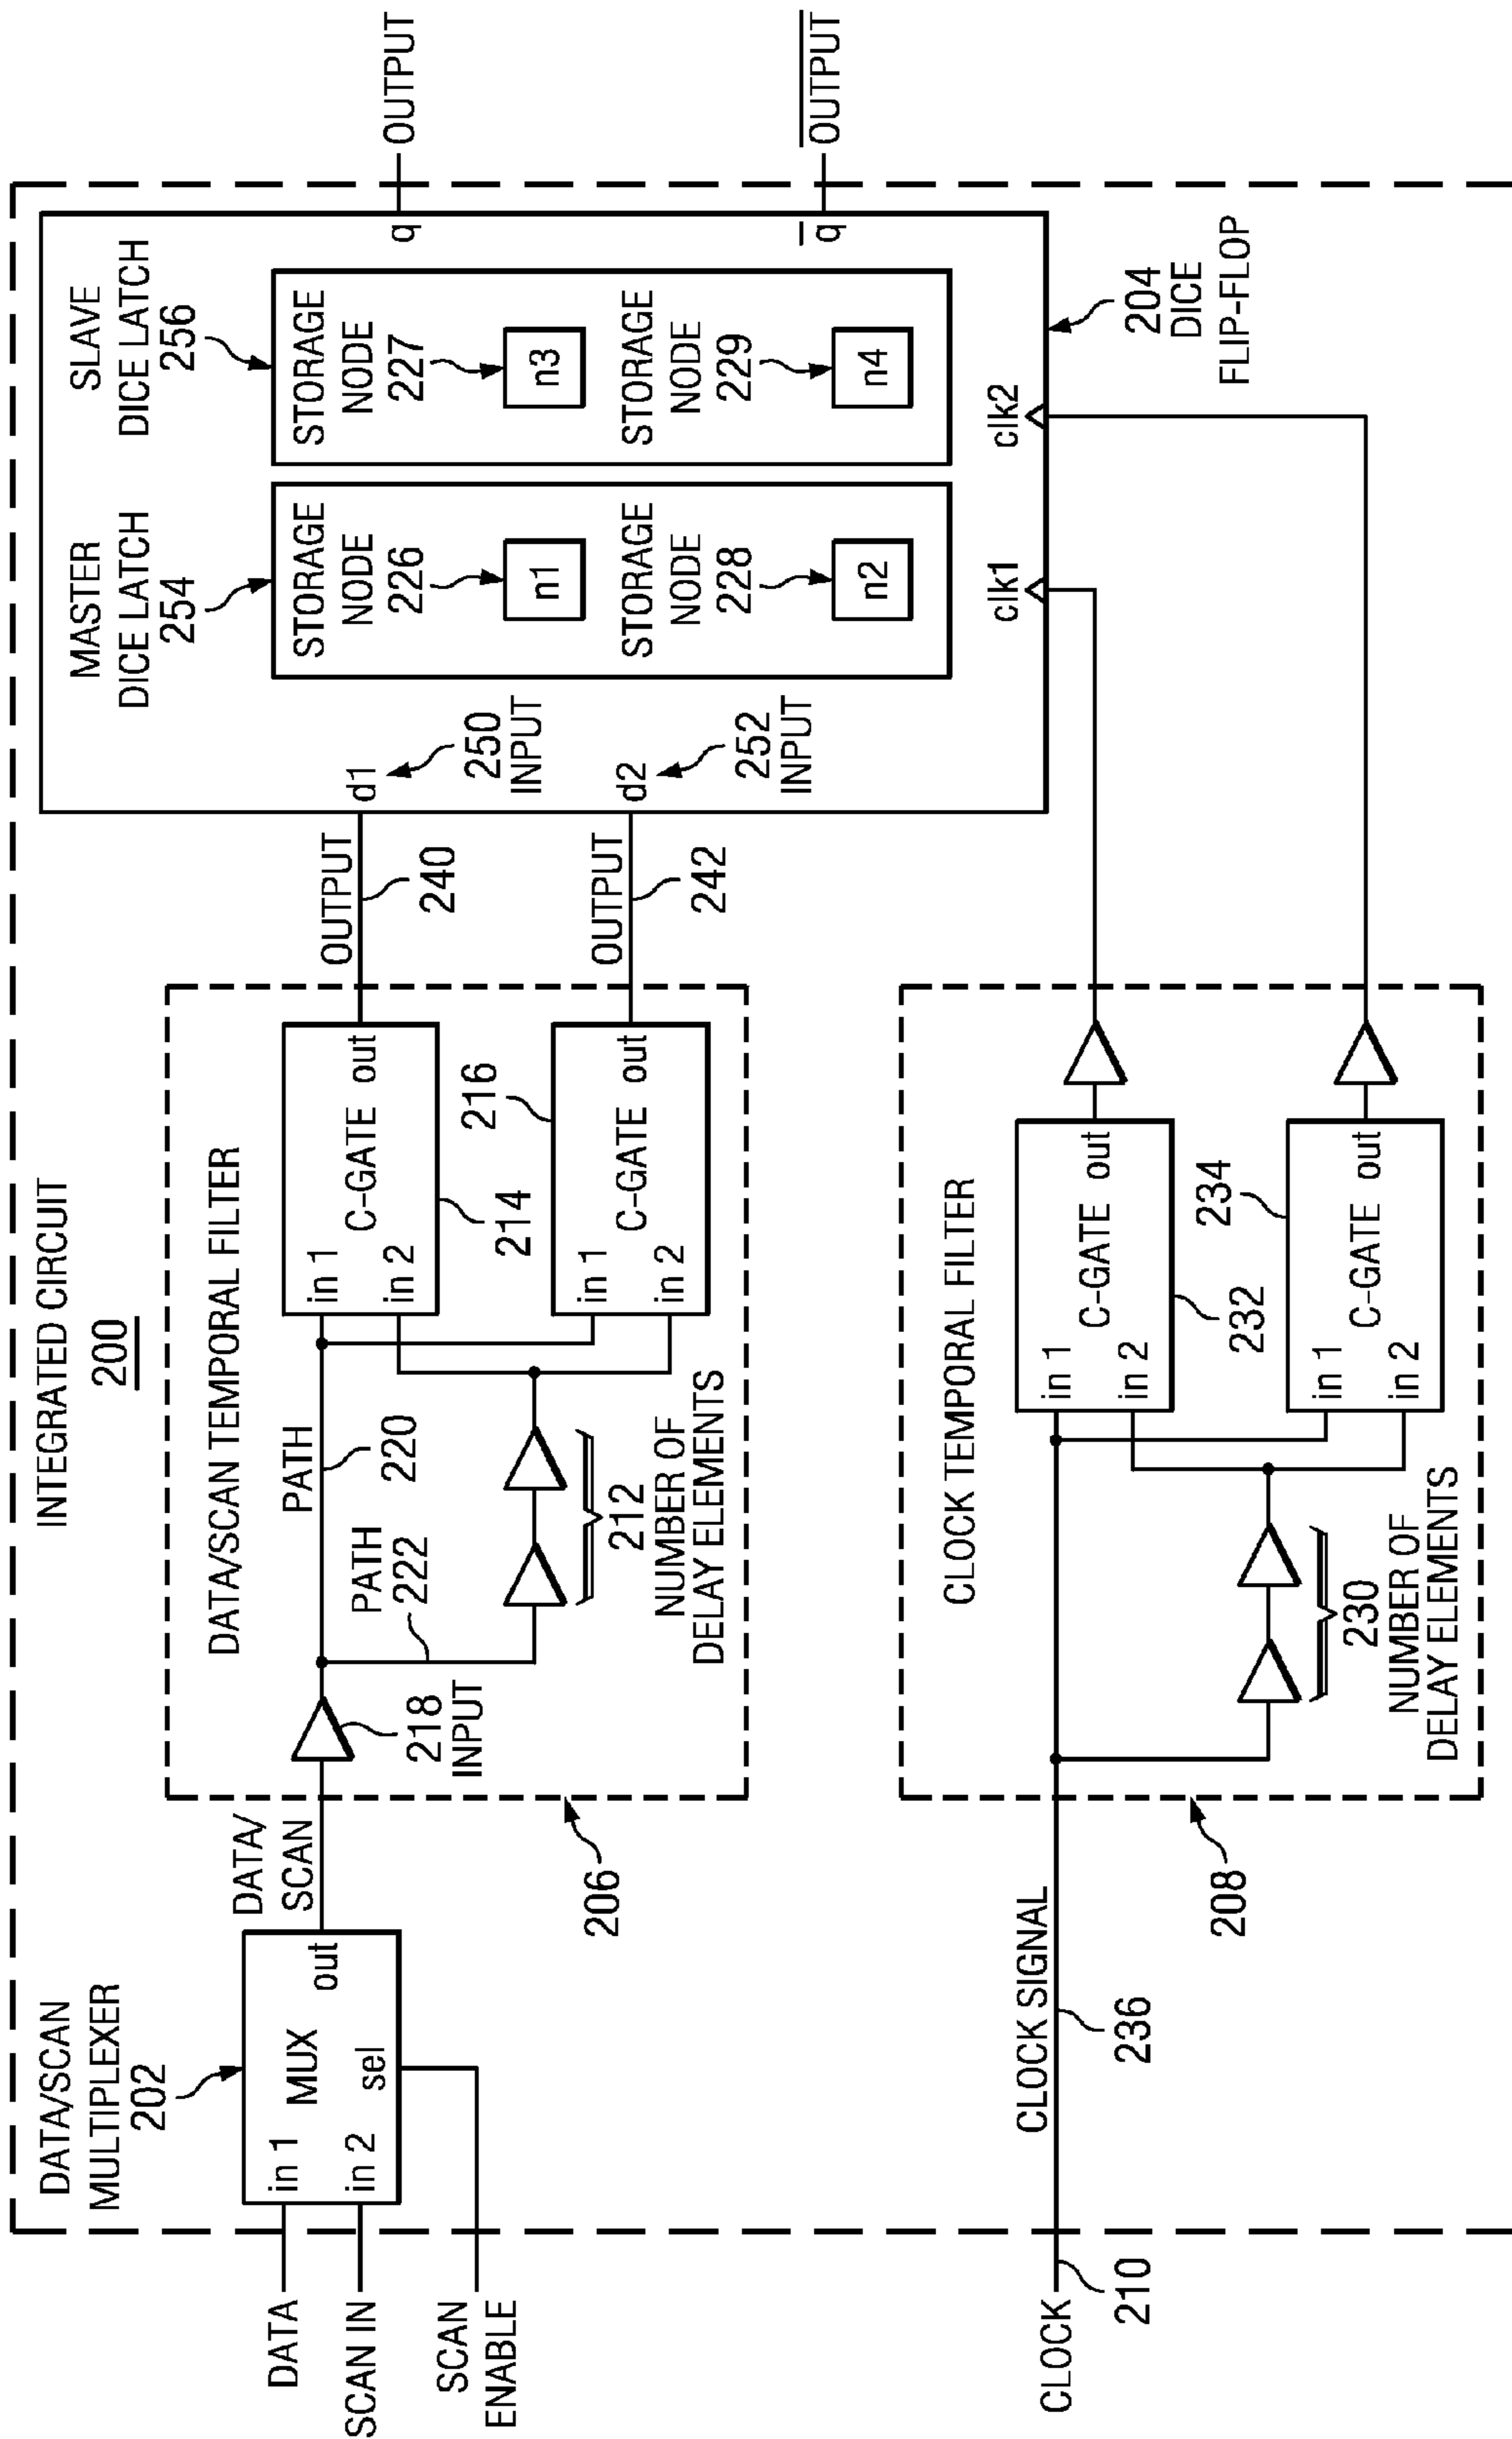 INTEGRATED CIRCUIT
200
DATA/SCAN
MULTIPLEXER
202
in 1
in 2
MUX
sel
out
DATA
SCAN IN
SCAN
ENABLE
DATA/
SCAN
DATA/SCAN TEMPORAL FILTER
206
218
INPUT
PATH
220
PATH
222
212
NUMBER OF
DELAY ELEMENTS
in 1
in 2
C-GATE
out
214
in 1
in 2
C-GATE
out
216
OUTPUT
240
OUTPUT
242
d1
250
INPUT
d2
252
INPUT
MASTER
DICE LATCH
254
STORAGE
NODE
226
n1
STORAGE
NODE
228
n2
SLAVE
DICE LATCH
256
STORAGE
NODE
227
n3
STORAGE
NODE
229
n4
q
OUTPUT
q
OUTPUT
clk1
clk2
204
DICE
FLIP-FLOP
CLOCK
210
CLOCK SIGNAL
236
CLOCK TEMPORAL FILTER
208
230
NUMBER OF
DELAY ELEMENTS
in 1
in 2
C-GATE
out
232
in 1
in 2
C-GATE
out
234